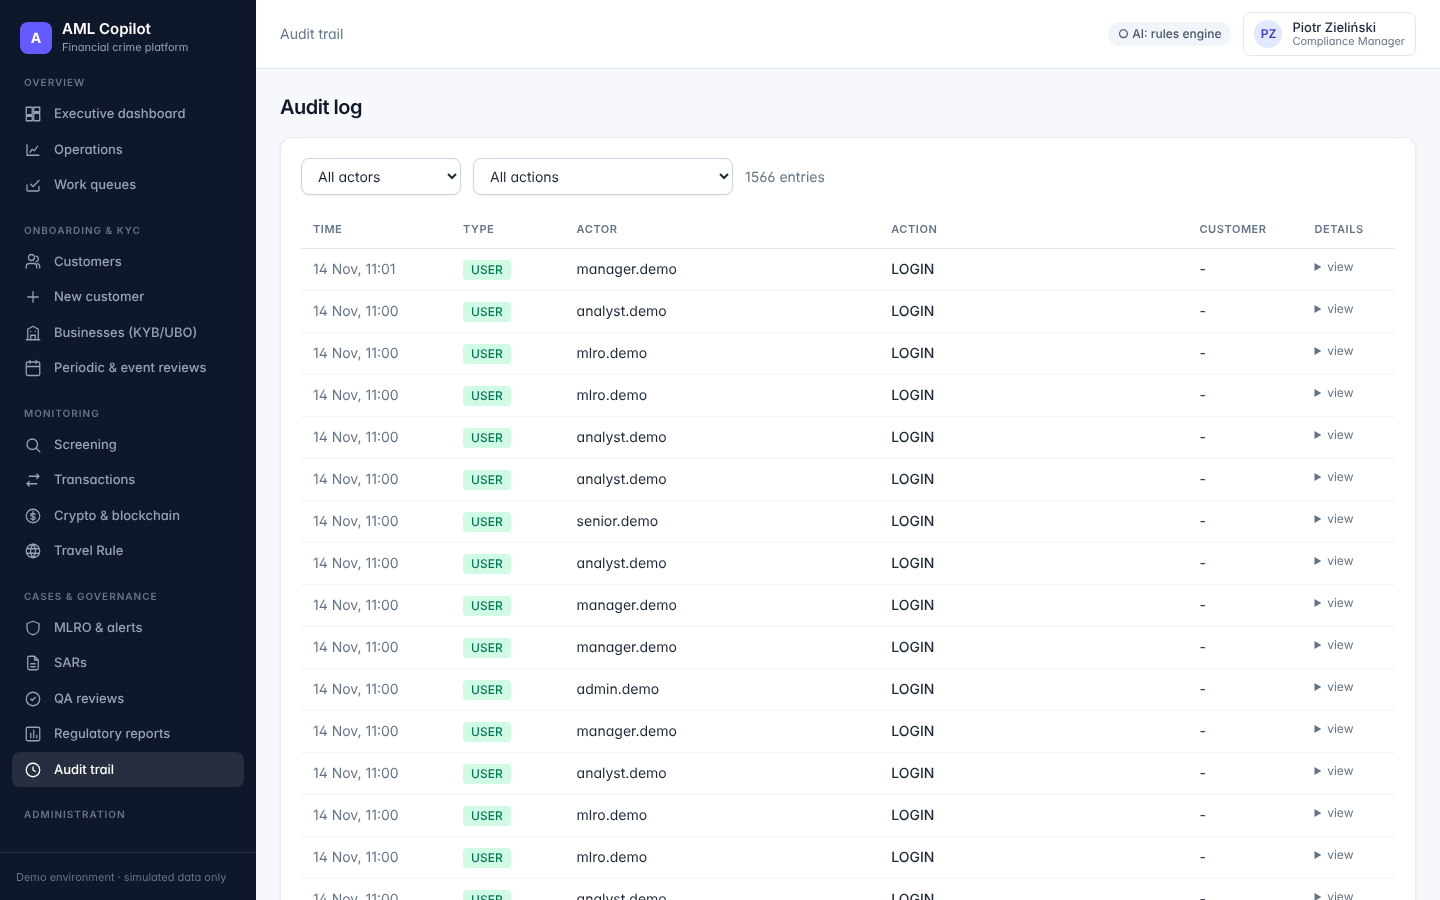 A
AML Copilot
Financial crime platform
OVERVIEW
Executive dashboard
Operations
Work queues
ONBOARDING & KYC
Customers
New customer
Businesses (KYB/UBO)
Periodic & event reviews
MONITORING
Screening
Transactions
Crypto & blockchain
Travel Rule
CASES & GOVERNANCE
MLRO & alerts
SARs
QA reviews
Regulatory reports
Audit trail
ADMINISTRATION
Demo environment · simulated data only
Audit trail
AI: rules engine
PZ
Piotr Zieliński
Compliance Manager
Audit log
All actors
All actions
1566 entries
TIME TYPE ACTOR ACTION CUSTOMER DETAILS
14 Nov, 11:01 USER manager.demo LOGIN - view
14 Nov, 11:00 USER analyst.demo LOGIN - view
14 Nov, 11:00 USER mlro.demo LOGIN - view
14 Nov, 11:00 USER mlro.demo LOGIN - view
14 Nov, 11:00 USER analyst.demo LOGIN - view
14 Nov, 11:00 USER analyst.demo LOGIN - view
14 Nov, 11:00 USER senior.demo LOGIN - view
14 Nov, 11:00 USER analyst.demo LOGIN - view
14 Nov, 11:00 USER manager.demo LOGIN - view
14 Nov, 11:00 USER manager.demo LOGIN - view
14 Nov, 11:00 USER admin.demo LOGIN - view
14 Nov, 11:00 USER manager.demo LOGIN - view
14 Nov, 11:00 USER analyst.demo LOGIN - view
14 Nov, 11:00 USER mlro.demo LOGIN - view
14 Nov, 11:00 USER mlro.demo LOGIN - view
14 Nov, 11:00 USER analyst.demo LOGIN - view